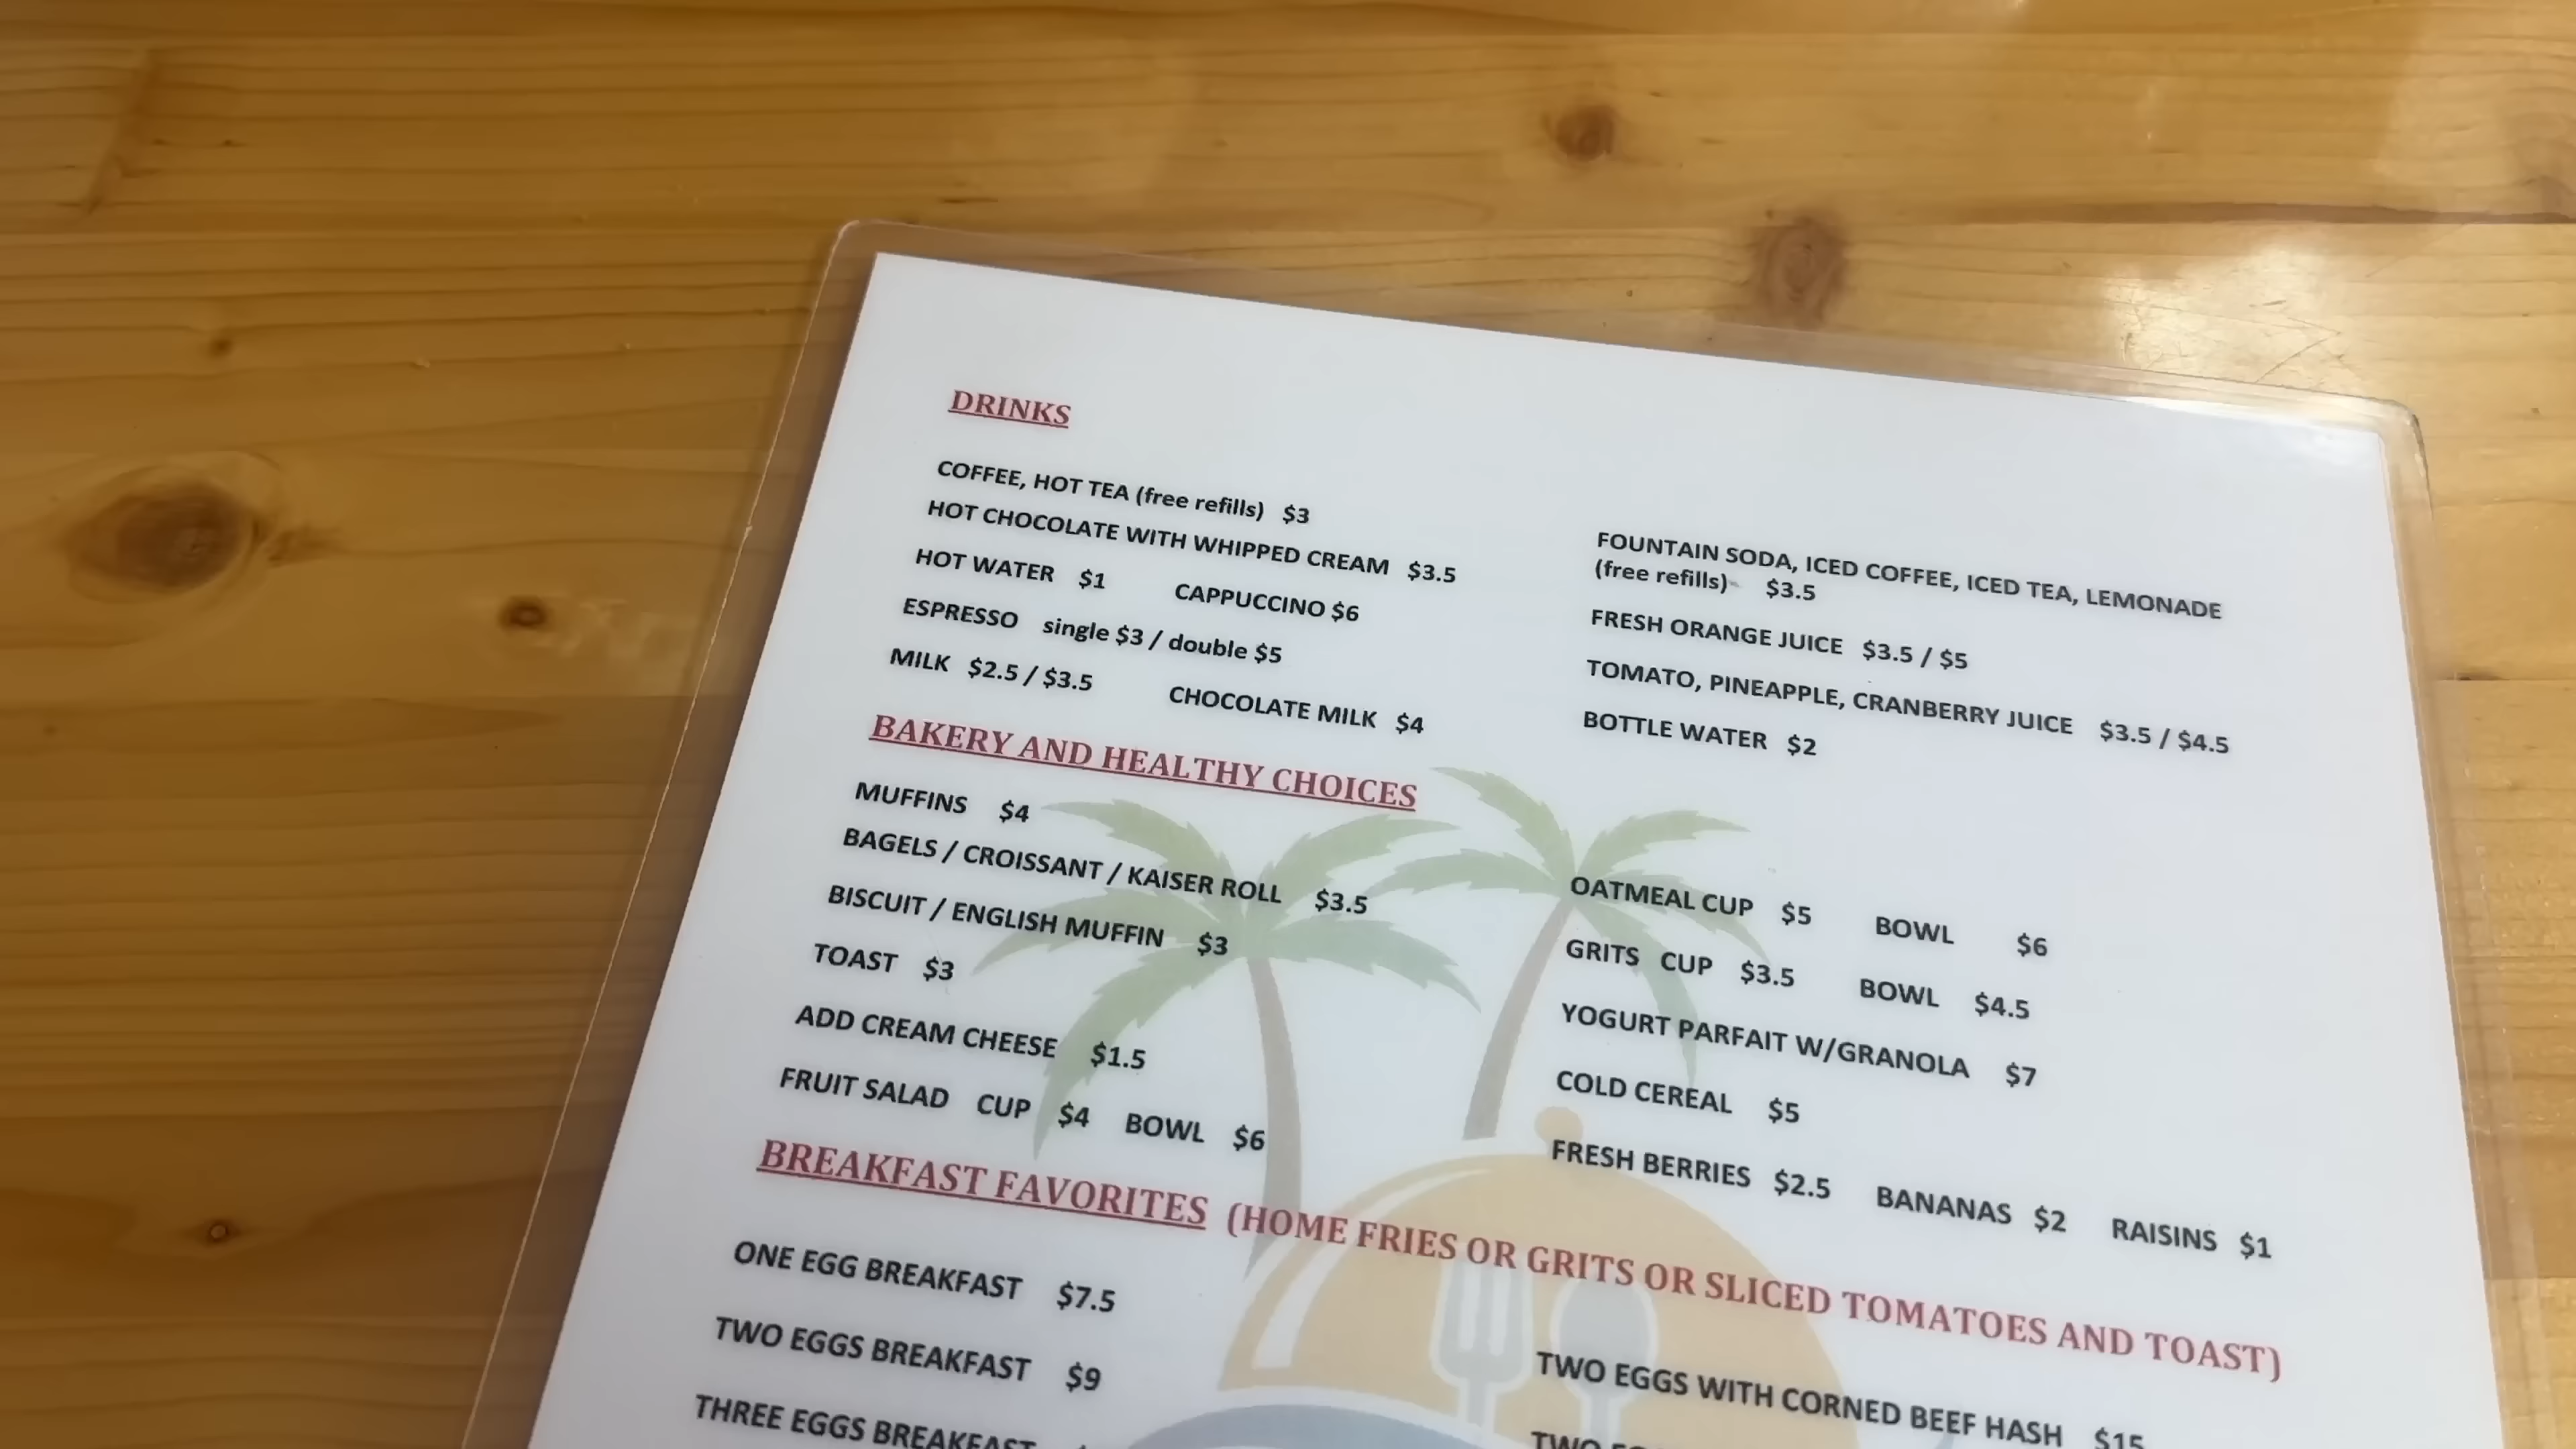 DRINKS
COFFEE, HOT TEA (free refills) $3
HOT CHOCOLATE WITH WHIPPED CREAM $3.5
HOT WATER $1 CAPPUCCINO $6
ESPRESSO single $3 / double $5
MILK $2.5 / $3.5 CHOCOLATE MILK $4
FOUNTAIN SODA, ICED COFFEE, ICED TEA, LEMONADE
(free refills) $3.5
FRESH ORANGE JUICE $3.5 / $5
TOMATO, PINEAPPLE, CRANBERRY JUICE $3.5 / $4.5
BOTTLE WATER $2
BAKERY AND HEALTHY CHOICES
MUFFINS $4
BAGELS / CROISSANT / KAISER ROLL $3.5
BISCUIT / ENGLISH MUFFIN $3
TOAST $3
ADD CREAM CHEESE $1.5
FRUIT SALAD CUP $4 BOWL $6
OATMEAL CUP $5 BOWL $6
GRITS CUP $3.5 BOWL $4.5
YOGURT PARFAIT W/GRANOLA $7
COLD CEREAL $5
FRESH BERRIES $2.5 BANANAS $2 RAISINS $1
BREAKFAST FAVORITES (HOME FRIES OR GRITS OR SLICED TOMATOES AND TOAST)
ONE EGG BREAKFAST $7.5
TWO EGGS BREAKFAST $9
THREE EGGS BREAKFAST
TWO EGGS WITH CORNED BEEF HASH $15
TWO